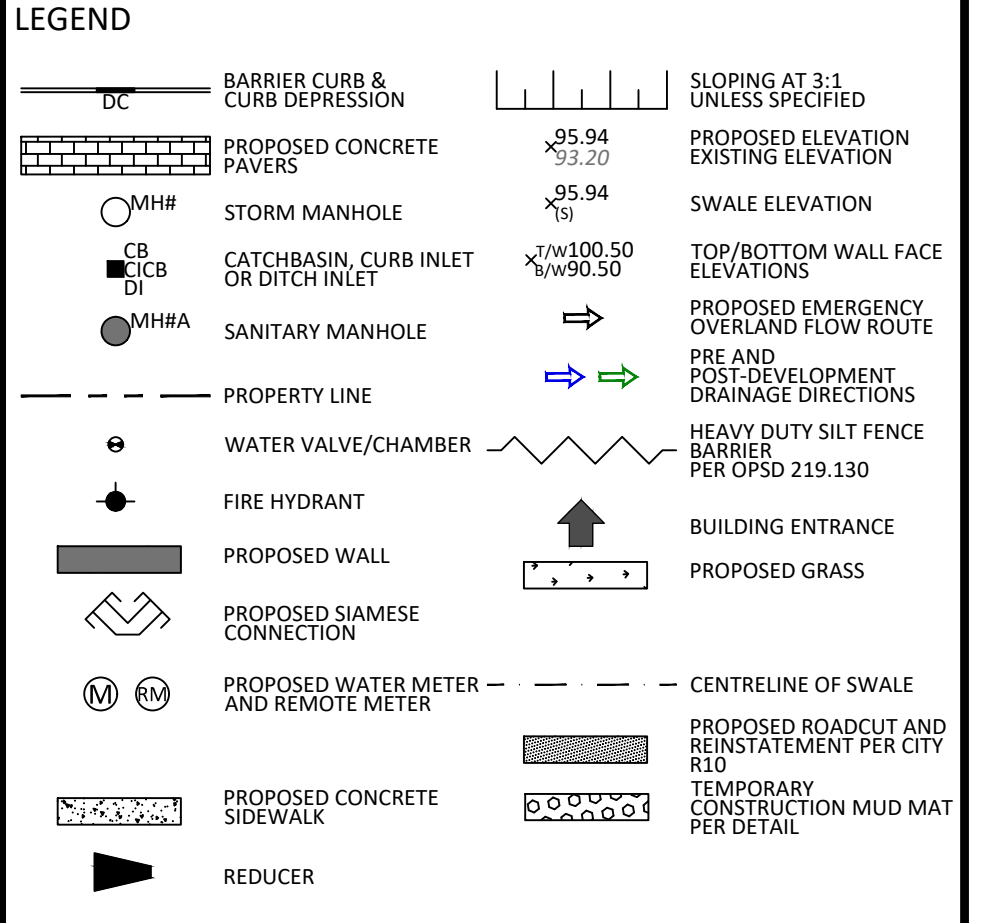 LEGEND
DC
BARRIER CURB &
CURB DEPRESSION
PROPOSED CONCRETE
PAVERS
MH#
STORM MANHOLE
CB
CICB
DI
CATCHBASIN, CURB INLET
OR DITCH INLET
MH#A
SANITARY MANHOLE
PROPERTY LINE
WATER VALVE/CHAMBER
FIRE HYDRANT
PROPOSED WALL
PROPOSED SIAMESE
CONNECTION
M RM
PROPOSED WATER METER
AND REMOTE METER
PROPOSED CONCRETE
SIDEWALK
REDUCER
SLOPING AT 3:1
UNLESS SPECIFIED
95.94
93.20
PROPOSED ELEVATION
EXISTING ELEVATION
95.94
(S)
SWALE ELEVATION
T/W100.50
B/W90.50
TOP/BOTTOM WALL FACE
ELEVATIONS
PROPOSED EMERGENCY
OVERLAND FLOW ROUTE
PRE AND
POST-DEVELOPMENT
DRAINAGE DIRECTIONS
HEAVY DUTY SILT FENCE
BARRIER
PER OPSD 219.130
BUILDING ENTRANCE
PROPOSED GRASS
CENTRELINE OF SWALE
PROPOSED ROADCUT AND
REINSTATEMENT PER CITY
R10
TEMPORARY
CONSTRUCTION MUD MAT
PER DETAIL